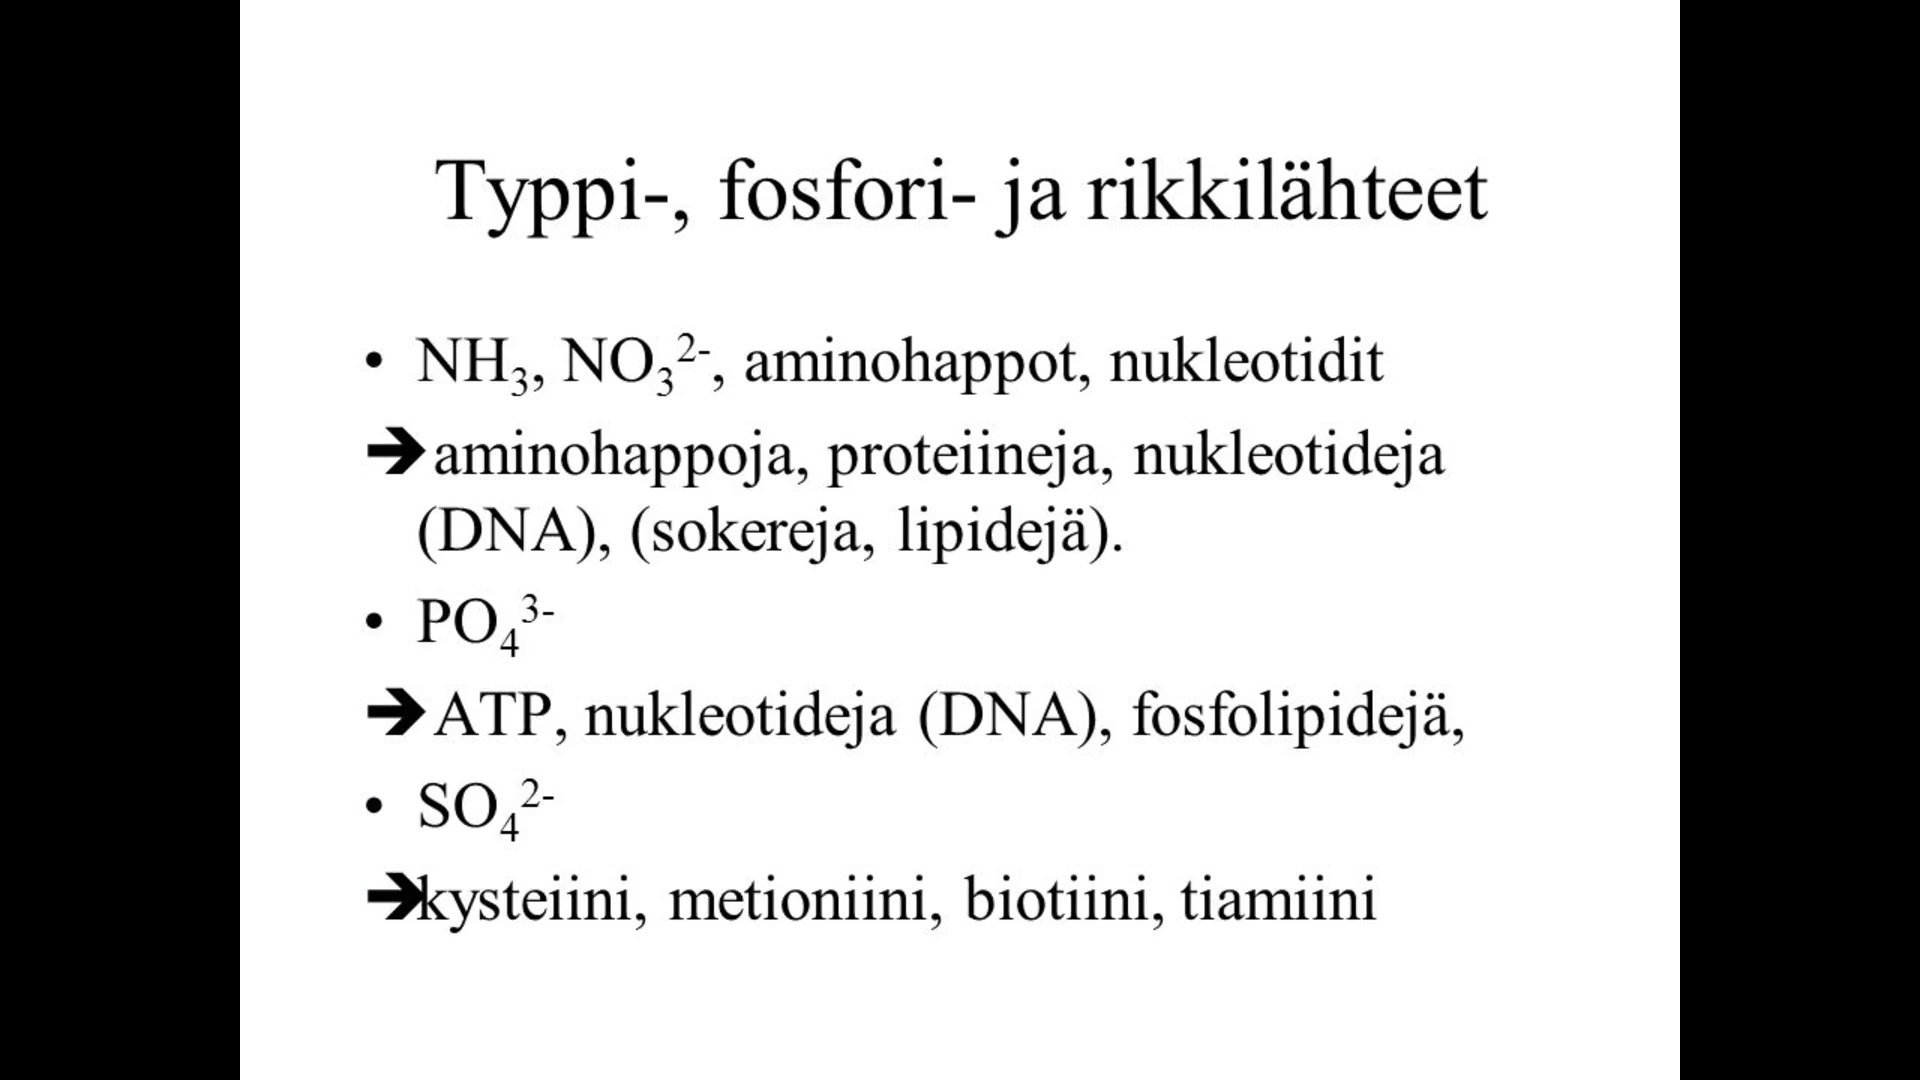 Typpi-, fosfori- ja rikkilähteet
• NH₃, NO₃²⁻, aminohappot, nukleotidit
➔aminohappoja, proteiineja, nukleotideja
(DNA), (sokereja, lipidejä).
• PO₄³⁻
➔ATP, nukleotideja (DNA), fosfolipidejä,
• SO₄²⁻
➔kysteiini, metioniini, biotiini, tiamiini